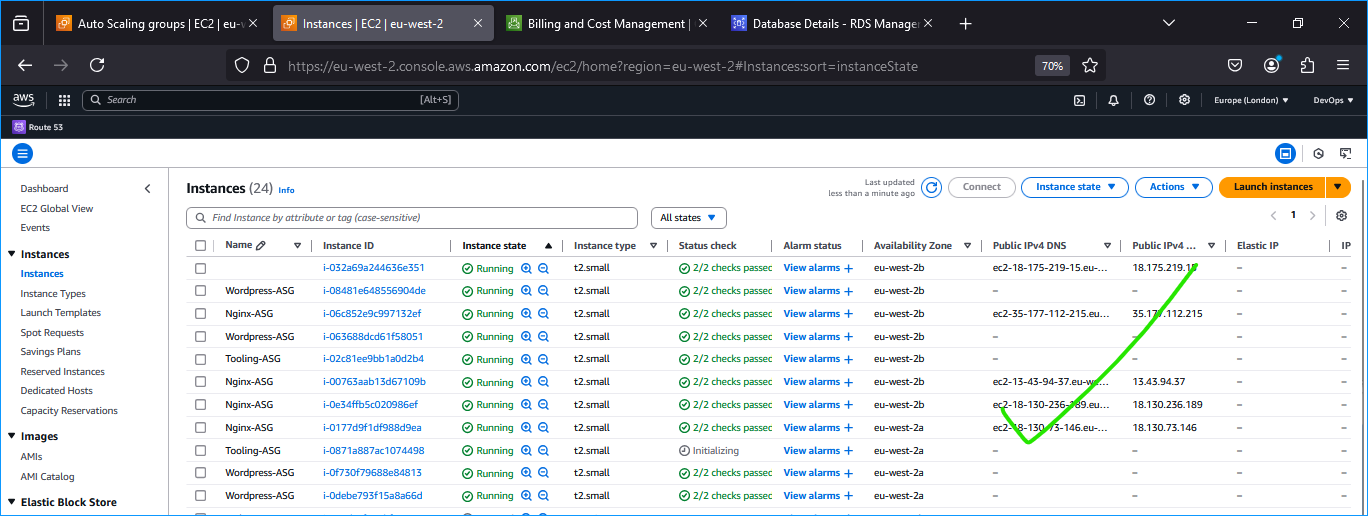 Auto Scaling groups | EC2 | eu-w
Instances | EC2 | eu-west-2
Billing and Cost Management |
Database Details - RDS Manage
https://eu-west-2.console.aws.amazon.com/ec2/home?region=eu-west-2#Instances:sort=instanceState
70%
aws
Search
[Alt+S]
Europe (London)
DevOps
Route 53
Dashboard
EC2 Global View
Events
Instances
Instances
Instance Types
Launch Templates
Spot Requests
Savings Plans
Reserved Instances
Dedicated Hosts
Capacity Reservations
Images
AMIs
AMI Catalog
Elastic Block Store
Instances (24) Info
Last updated
less than a minute ago
Connect
Instance state
Actions
Launch instances
Find Instance by attribute or tag (case-sensitive)
All states
1
Name Instance ID Instance state Instance type Status check Alarm status Availability Zone Public IPv4 DNS Public IPv4 ... Elastic IP IP
i-032a69a244636e351 Running t2.small 2/2 checks passed View alarms + eu-west-2b ec2-18-175-219-15.eu-... 18.175.219.15 – –
Wordpress-ASG i-08481e648556904de Running t2.small 2/2 checks passed View alarms + eu-west-2b – – – –
Nginx-ASG i-06c852e9c997132ef Running t2.small 2/2 checks passed View alarms + eu-west-2b ec2-35-177-112-215.eu... 35.177.112.215 – –
Wordpress-ASG i-063688dcd61f58051 Running t2.small 2/2 checks passed View alarms + eu-west-2b – – – –
Tooling-ASG i-02c81ee9bb1a0d2b4 Running t2.small 2/2 checks passed View alarms + eu-west-2b – – – –
Nginx-ASG i-00763aab13d67109b Running t2.small 2/2 checks passed View alarms + eu-west-2b ec2-13-43-94-37.eu-we... 13.43.94.37 – –
Nginx-ASG i-0e34ffb5c020986ef Running t2.small 2/2 checks passed View alarms + eu-west-2b ec2-18-130-236-189.eu... 18.130.236.189 – –
Nginx-ASG i-0177d9f1df988d9ea Running t2.small 2/2 checks passed View alarms + eu-west-2a ec2-18-130-73-146.eu-... 18.130.73.146 – –
Tooling-ASG i-0871a887ac1074498 Running t2.small Initializing View alarms + eu-west-2a – – – –
Wordpress-ASG i-0f730f79688e84813 Running t2.small 2/2 checks passed View alarms + eu-west-2a – – – –
Wordpress-ASG i-0debe793f15a8a66d Running t2.small 2/2 checks passed View alarms + eu-west-2a – – – –